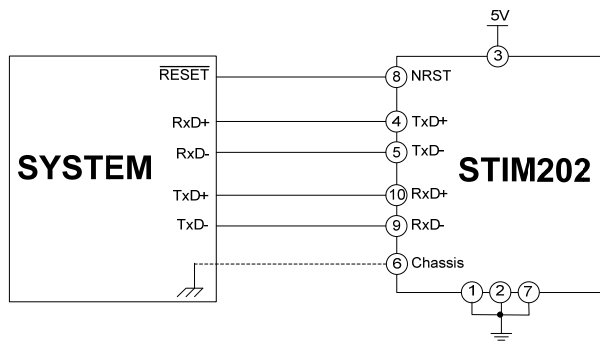 5V
3
RESET
8 NRST
RxD+
4 TxD+
RxD-
5 TxD-
SYSTEM
STIM202
TxD+
10 RxD+
TxD-
9 RxD-
6 Chassis
1 2 7